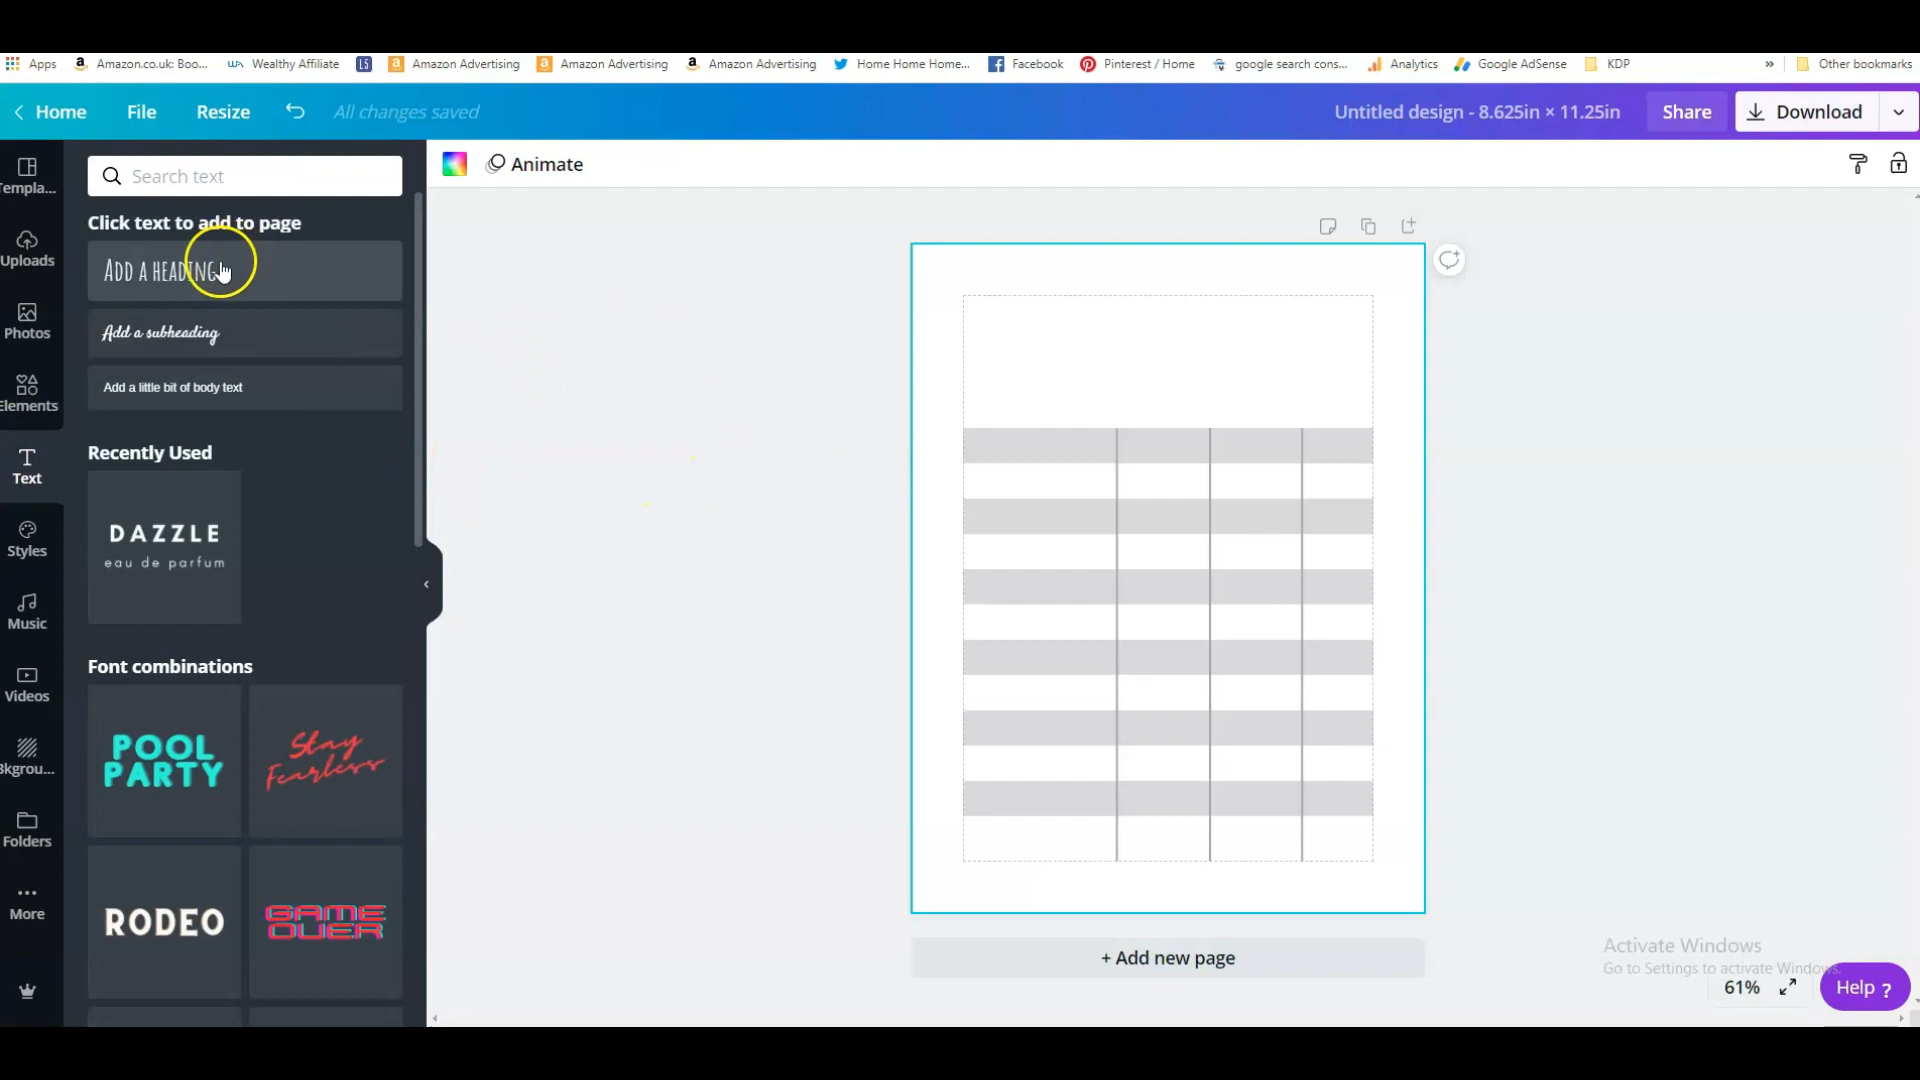 Apps Amazon.co.uk: Boo... Wealthy Affiliate L5 Amazon Advertising Amazon Advertising Amazon Advertising Home Home Home... Facebook Pinterest / Home google search cons... Analytics Google AdSense KDP » Other bookmarks
Home File Resize All changes saved Untitled design - 8.625in × 11.25in Share Download
Templa...
Uploads
Photos
Elements
Text
Styles
Music
Videos
Bkgrou...
Folders
More
Search text
Click text to add to page
Add a heading
Add a subheading
Add a little bit of body text
Recently Used
DAZZLE
eau de parfum
Font combinations
POOL
PARTY
Stay
Fearless
RODEO
GAME
OVER
Animate
+ Add new page
Activate Windows
Go to Settings to activate Windows.
61% Help ?